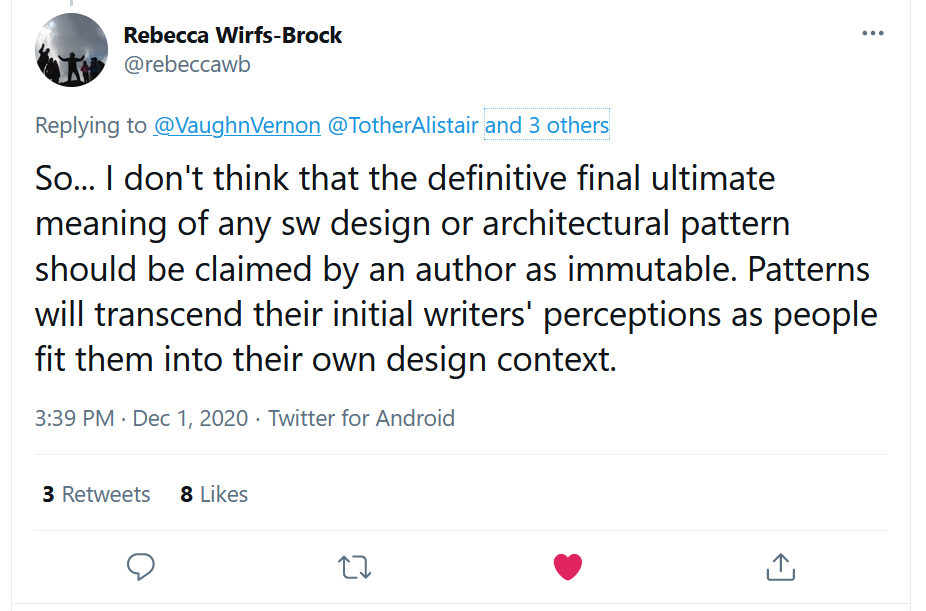 Rebecca Wirfs-Brock
@rebeccawb
Replying to @VaughnVernon @TotherAlistair and 3 others
So... I don't think that the definitive final ultimate
meaning of any sw design or architectural pattern
should be claimed by an author as immutable. Patterns
will transcend their initial writers' perceptions as people
fit them into their own design context.
3:39 PM · Dec 1, 2020 · Twitter for Android
3 Retweets 8 Likes